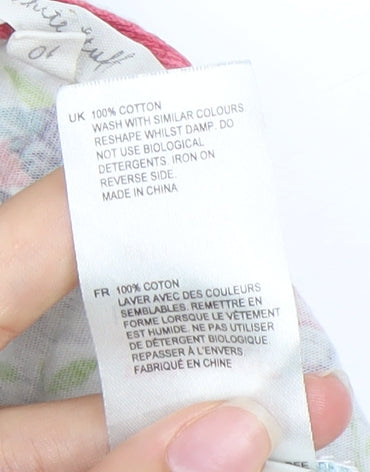 White Stuff
10
UK 100% COTTON
WASH WITH SIMILAR COLOURS
RESHAPE WHILST DAMP. DO
NOT USE BIOLOGICAL
DETERGENTS. IRON ON
REVERSE SIDE.
MADE IN CHINA
FR 100% COTON
LAVER AVEC DES COULEURS
SEMBLABLES. REMETTRE EN
FORME LORSQUE LE VÊTEMENT
EST HUMIDE. NE PAS UTILISER
DE DÉTERGENT BIOLOGIQUE.
REPASSER À L'ENVERS
FABRIQUÉ EN CHINE